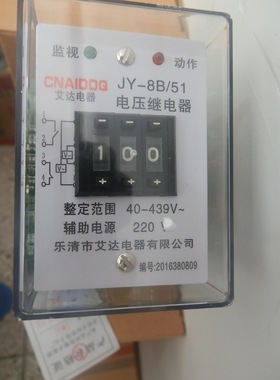 监视 动作
CNAIDDQ JY-8B/51
艾达电器 电压继电器
1 0 0
整定范围 40-439V~
辅助电源 220
乐清市艾达电器有限公司
编号:2016380809